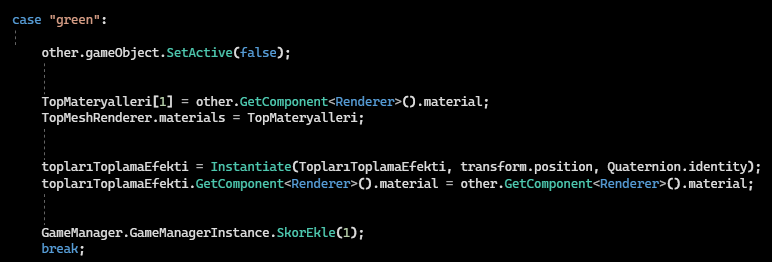 case "green":
other.gameObject.SetActive(false);
TopMateryalleri[1] = other.GetComponent<Renderer>().material;
TopMeshRenderer.materials = TopMateryalleri;
toplarıToplamaEfekti = Instantiate(ToplarıToplamaEfekti, transform.position, Quaternion.identity);
toplarıToplamaEfekti.GetComponent<Renderer>().material = other.GetComponent<Renderer>().material;
GameManager.GameManagerInstance.SkorEkle(1);
break;